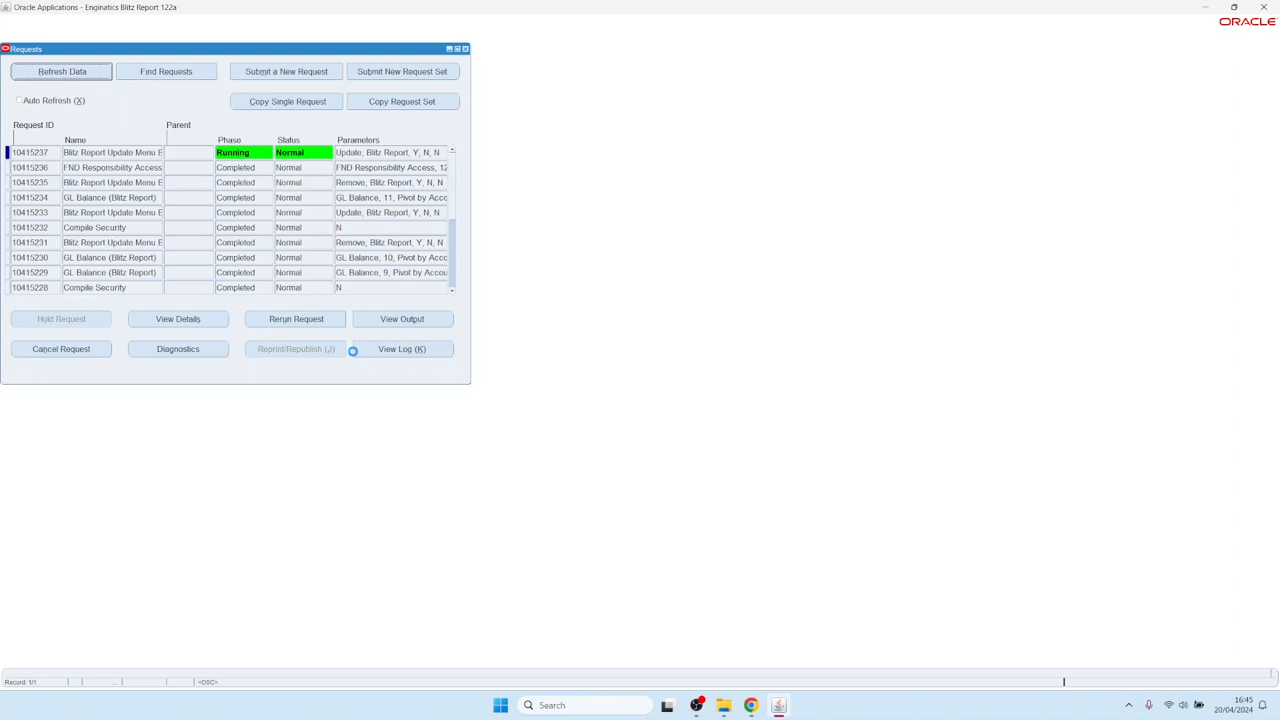 Oracle Applications - Enginatics Blitz Report 122a
ORACLE
Requests
Refresh Data Find Requests Submit a New Request Submit New Request Set
Auto Refresh (X) Copy Single Request Copy Request Set
Request ID Parent
Name Phase Status Parameters
10415237 Blitz Report Update Menu E Running Normal Update, Blitz Report, Y, N, N
10415236 FND Responsibility Access Completed Normal FND Responsibility Access, 12
10415235 Blitz Report Update Menu E Completed Normal Remove, Blitz Report, Y, N, N
10415234 GL Balance (Blitz Report) Completed Normal GL Balance, 11, Pivot by Acco
10415233 Blitz Report Update Menu E Completed Normal Update, Blitz Report, Y, N, N
10415232 Compile Security Completed Normal N
10415231 Blitz Report Update Menu E Completed Normal Remove, Blitz Report, Y, N, N
10415230 GL Balance (Blitz Report) Completed Normal GL Balance, 10, Pivot by Acco
10415229 GL Balance (Blitz Report) Completed Normal GL Balance, 9, Pivot by Accou
10415228 Compile Security Completed Normal N
Hold Request View Details Rerun Request View Output
Cancel Request Diagnostics Reprint/Republish (J) View Log (K)
Record: 1/1 ... <OSC>
Search 16:45
20/04/2024